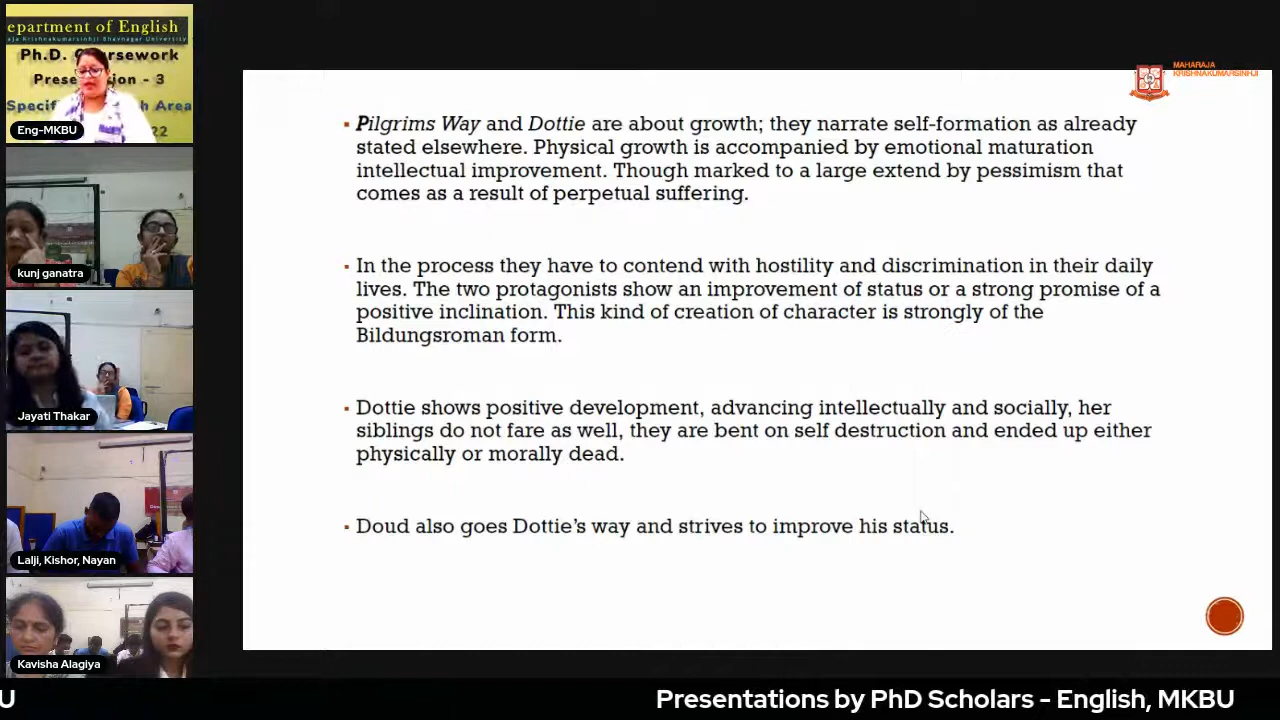 epartment of English
aja Krishnakumarsinhji Bhavnagar University
Ph.D. C ursework
Prese ion - 3
Specifi h Area
22
Eng-MKBU
kunj ganatra
Jayati Thakar
Lalji, Kishor, Nayan
Kavisha Alagiya
MAHARAJA
KRISHNAKUMARSINHJI
▪ Pilgrims Way and Dottie are about growth; they narrate self-formation as already
stated elsewhere. Physical growth is accompanied by emotional maturation
intellectual improvement. Though marked to a large extend by pessimism that
comes as a result of perpetual suffering.
▪ In the process they have to contend with hostility and discrimination in their daily
lives. The two protagonists show an improvement of status or a strong promise of a
positive inclination. This kind of creation of character is strongly of the
Bildungsroman form.
▪ Dottie shows positive development, advancing intellectually and socially, her
siblings do not fare as well, they are bent on self destruction and ended up either
physically or morally dead.
▪ Doud also goes Dottie's way and strives to improve his status.
U
Presentations by PhD Scholars - English, MKBU